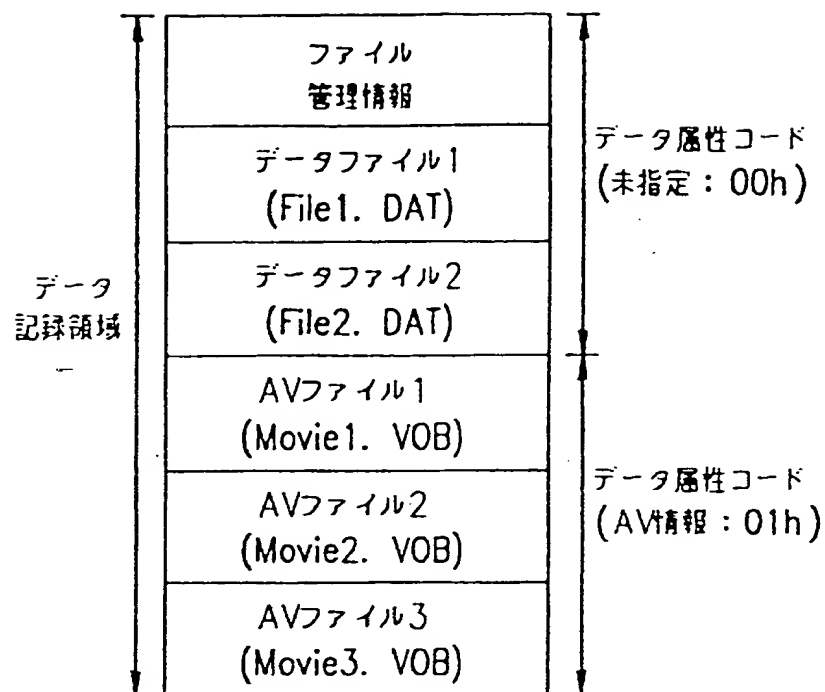 ファイル
管理情報
データファイル1
(File1. DAT)
データファイル2
(File2. DAT)
AVファイル1
(Movie1. VOB)
AVファイル2
(Movie2. VOB)
AVファイル3
(Movie3. VOB)
データ
記録領域
データ属性コード
(未指定：00h)
データ属性コード
(AV情報：01h)